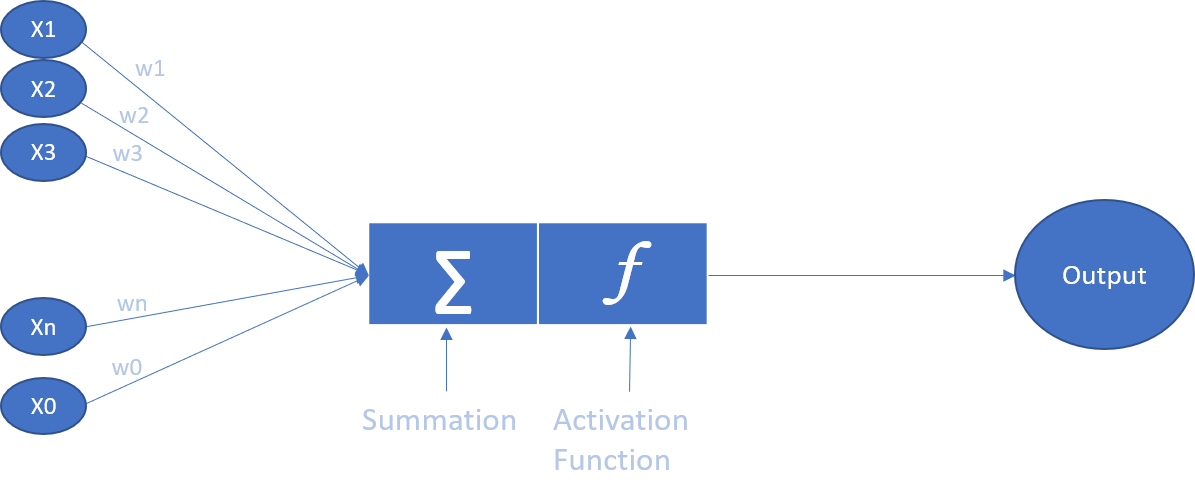 X1
w1
X2
w2
X3
w3
∑ f
Output
Xn
wn
X0
w0
Summation
Activation
Function